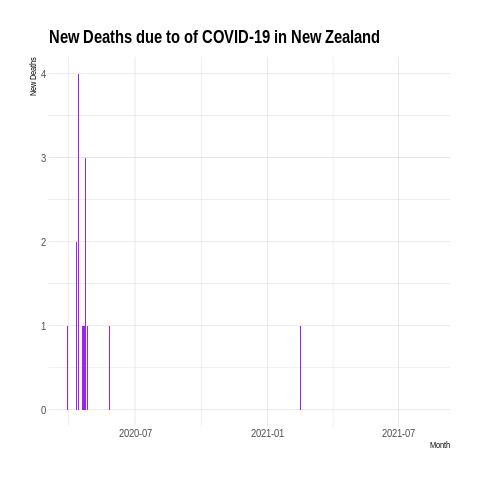 New Deaths due to of COVID-19 in New Zealand
New Deaths
4
3
2
1
0
2020-07
2021-01
2021-07
Month